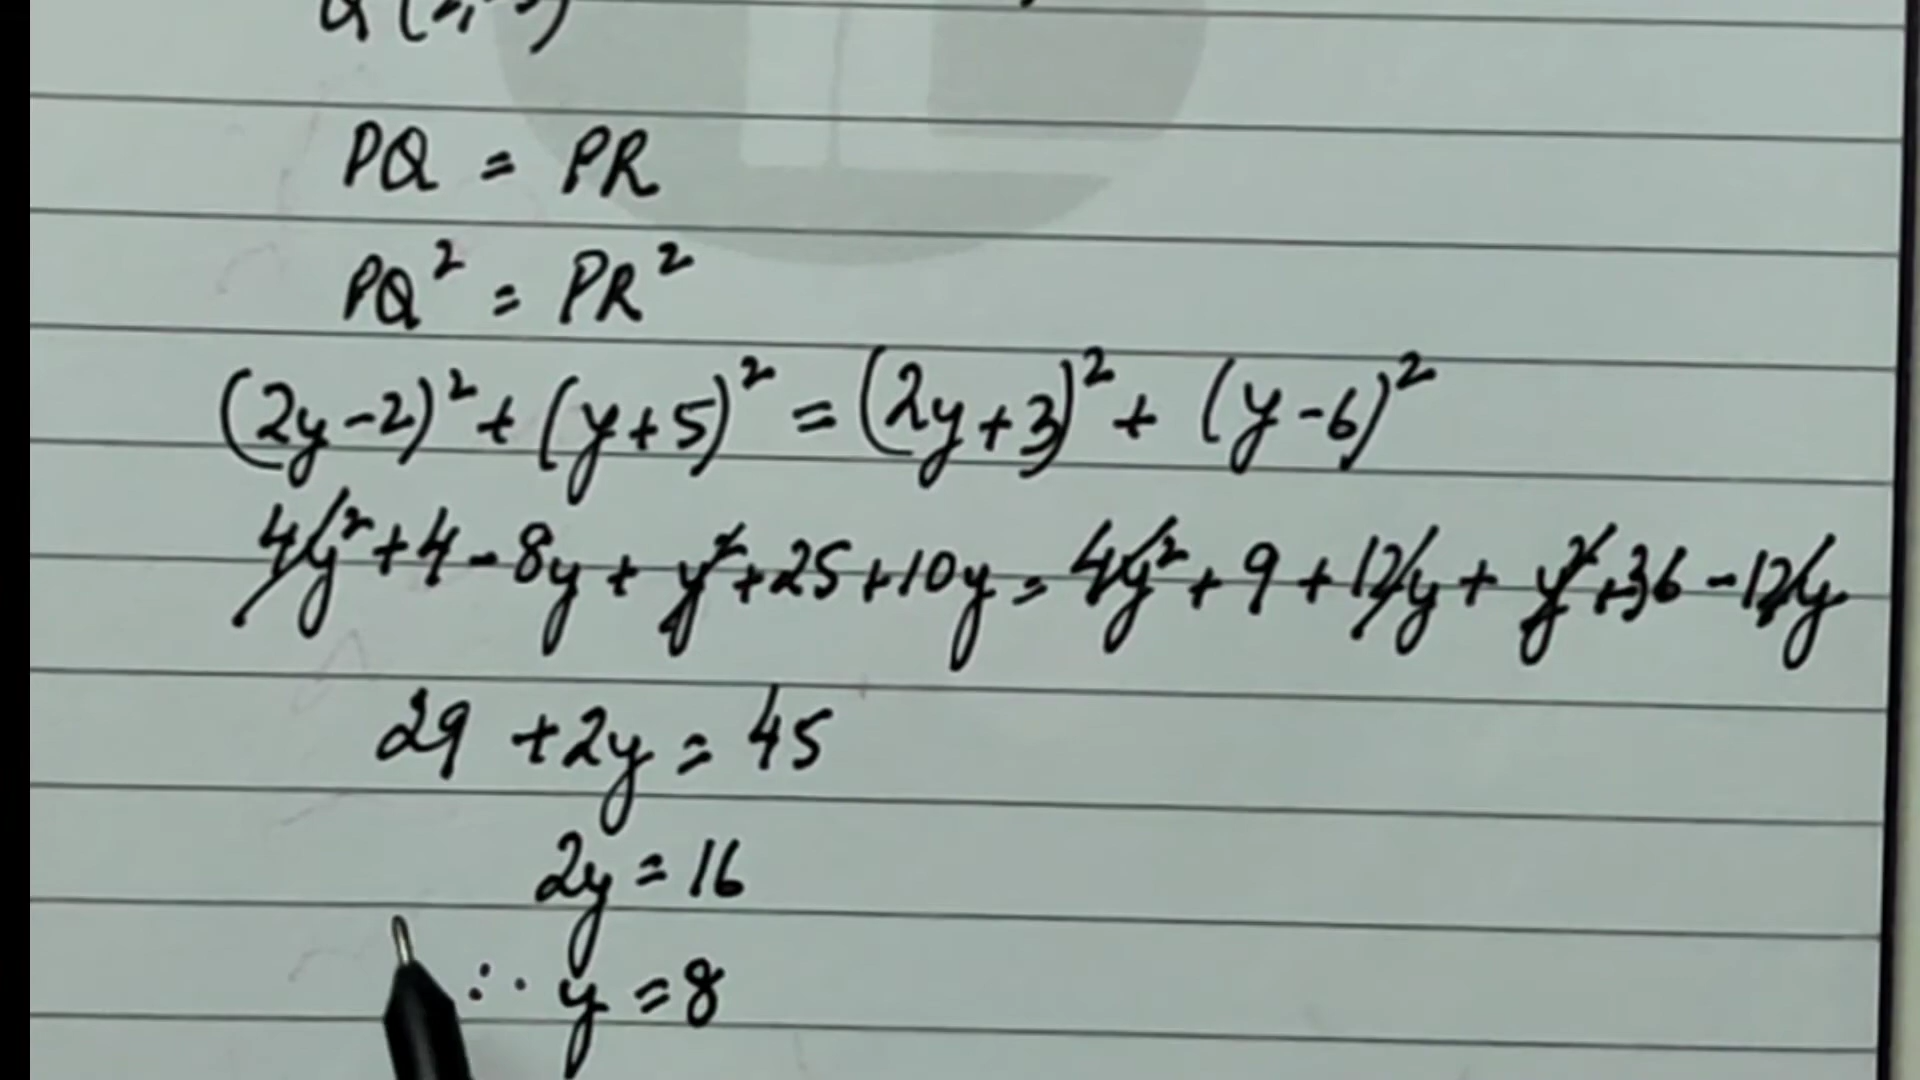 PQ = PR
PQ² = PR²
(2y-2)² + (y+5)² = (2y+3)² + (y-6)²
4y² + 4 - 8y + y² + 25 + 10y = 4y² + 9 + 12y + y² + 36 - 12y
29 + 2y = 45
2y = 16
∴ y = 8